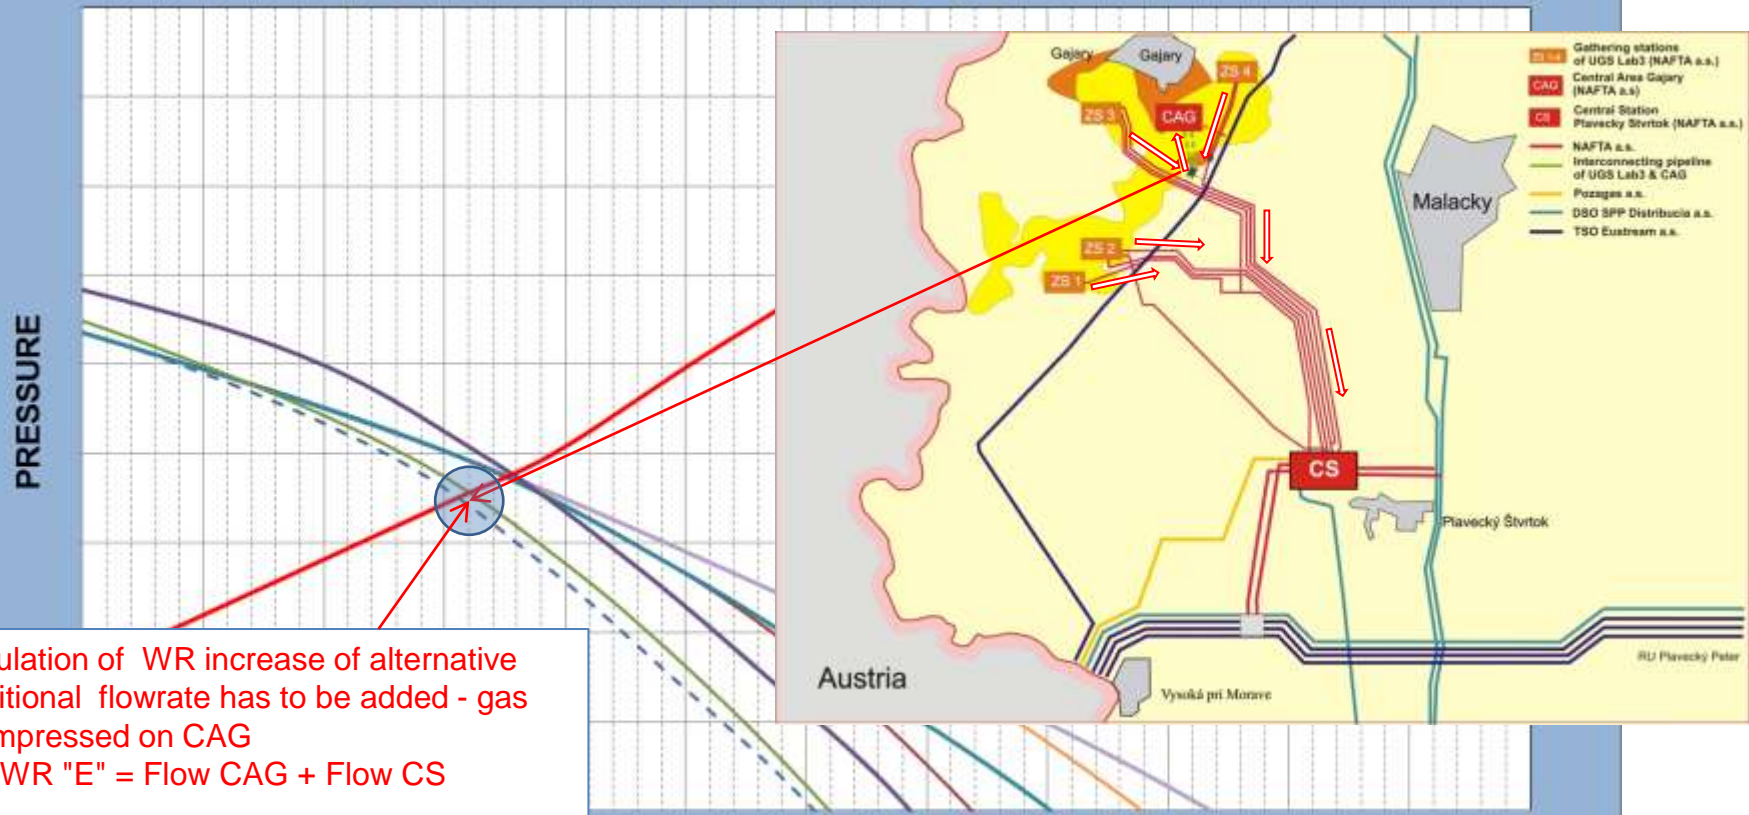 PRESSURE
Gajary
Gajary
ZS 4
ZS 3
CAG
ZS 2
ZS 1
Malacky
CS
Plavecký Štvrtok
Austria
Vysoká pri Morave
RU Plavecký Peter
Gathering stations
of UGS Lab3 (NAFTA a.s.)
CAG
Central Area Gajary
(NAFTA a.s)
CS
Central Station
Plavecky Stvrtok (NAFTA a.s.)
NAFTA a.s.
Interconnecting pipeline
of UGS Lab3 & CAG
Pozagas a.s.
DSO SPP Distribucia a.s.
TSO Eustream a.s.
ulation of WR increase of alternative
itional flowrate has to be added - gas
mpressed on CAG
WR "E" = Flow CAG + Flow CS